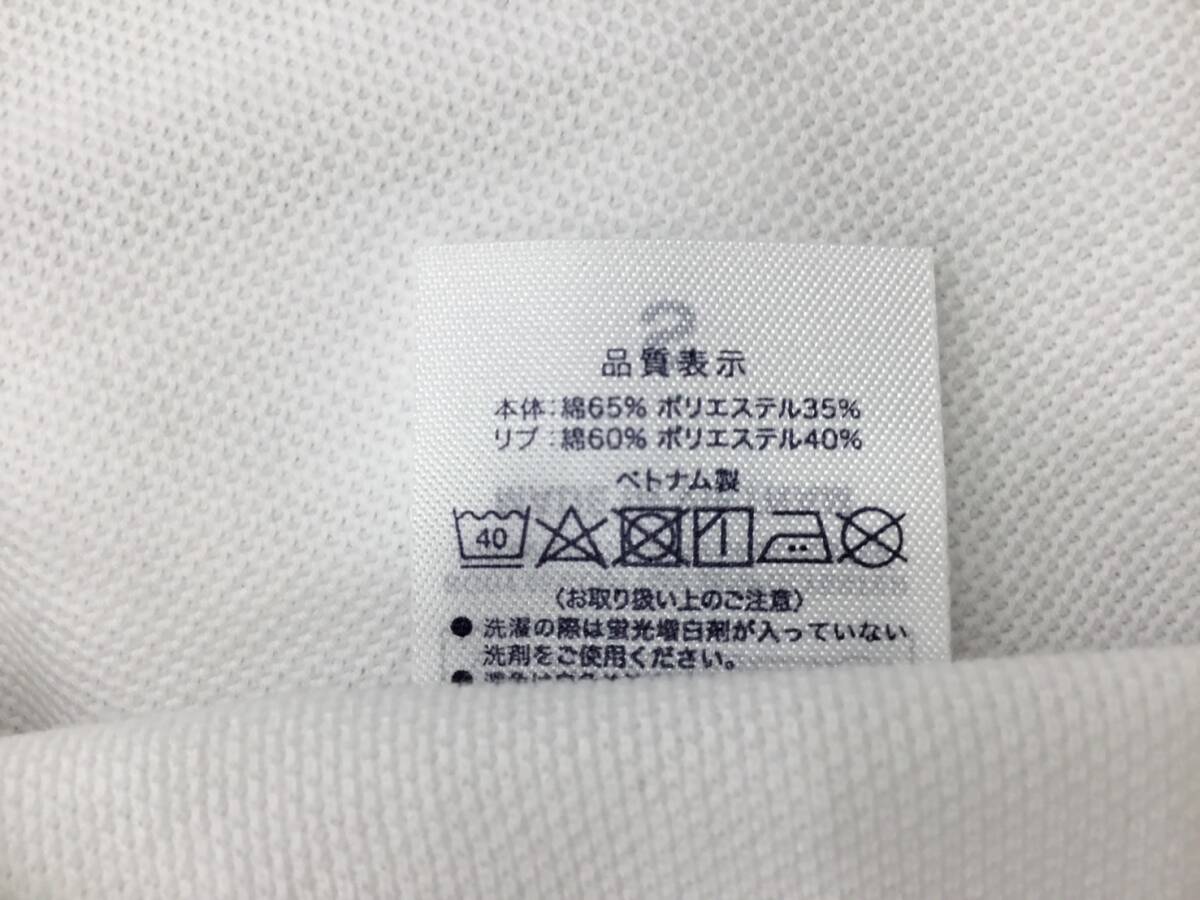 2
品質表示
本体:綿65% ポリエステル35%
リブ:綿60% ポリエステル40%
ベトナム製
40
〈お取り扱い上のご注意〉
● 洗濯の際は蛍光増白剤が入っていない
洗剤をご使用ください。